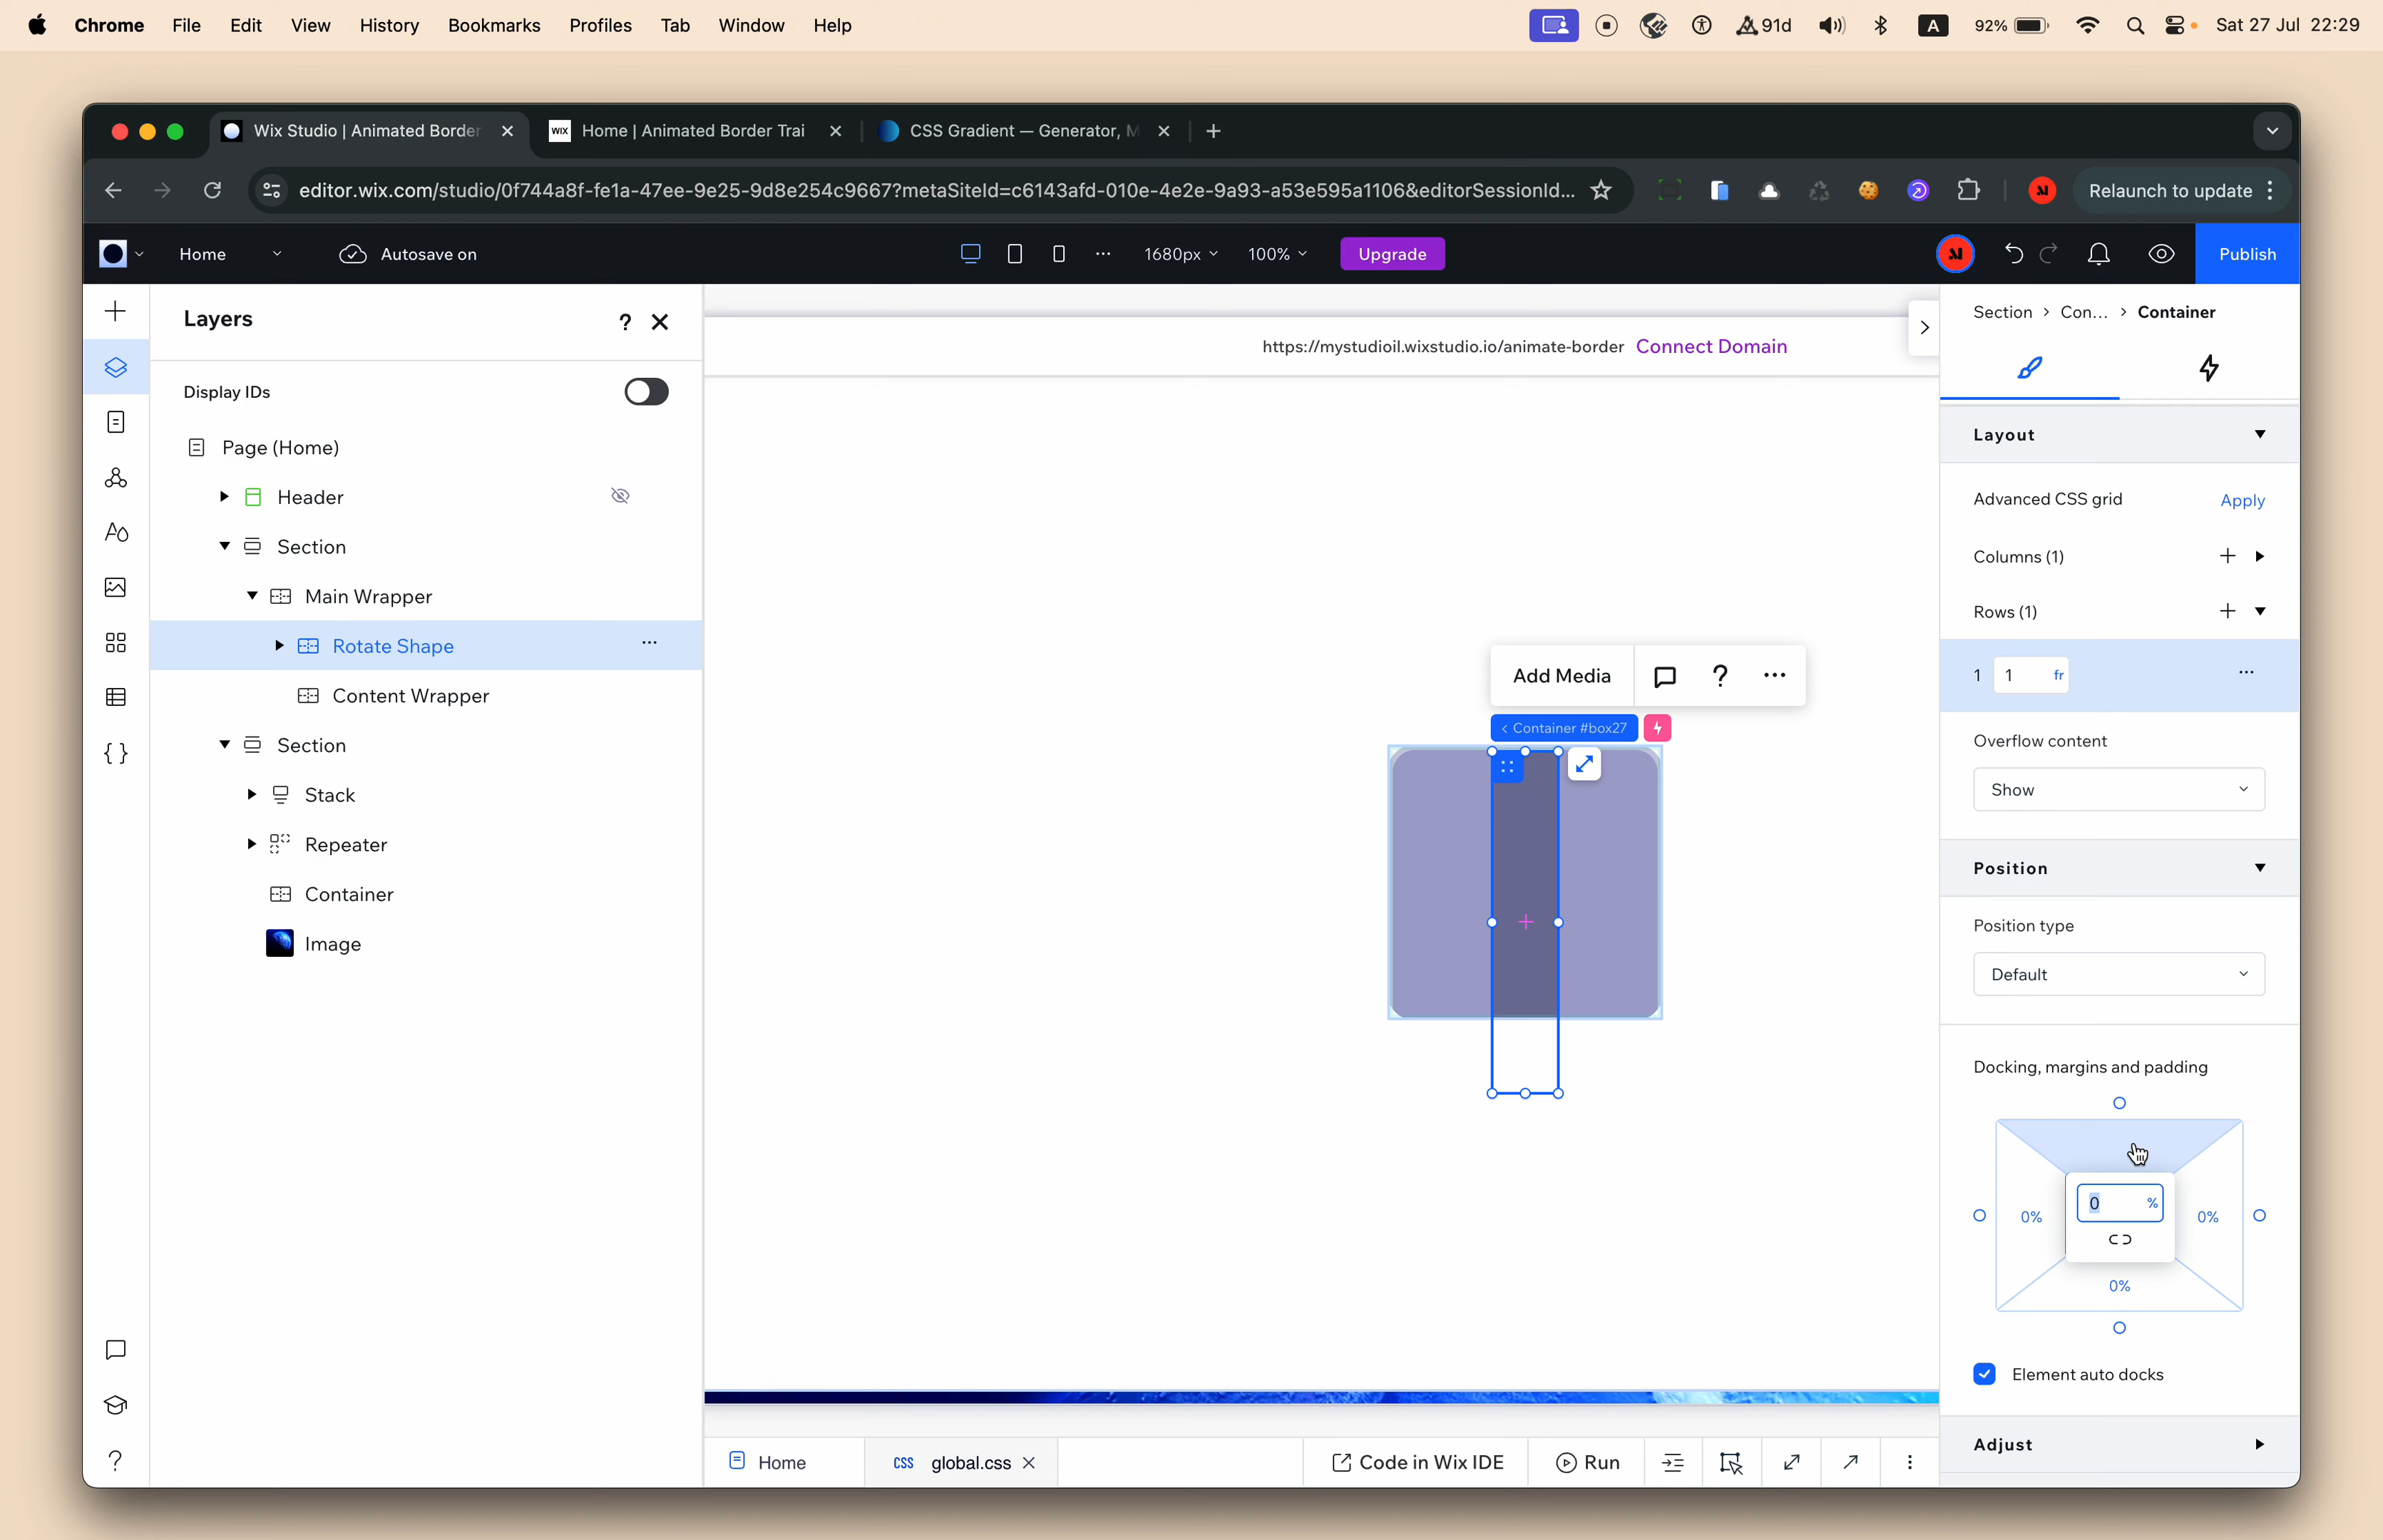 Chrome File Edit View History Bookmarks Profiles Tab Window Help 91d A 92% Sat 27 Jul 22:29
Wix Studio | Animated Border WIX Home | Animated Border Trai CSS Gradient — Generator, M
editor.wix.com/studio/0f744a8f-fe1a-47ee-9e25-9d8e254c9667?metaSiteId=c6143afd-010e-4e2e-9a93-a53e595a1106&editorSessionId... Relaunch to update
Home Autosave on 1680px 100% Upgrade Publish
Layers ?
Display IDs
Page (Home)
Header
Section
Main Wrapper
Rotate Shape
Content Wrapper
Section
Stack
Repeater
Container
Image
https://mystudioil.wixstudio.io/animate-border Connect Domain
Add Media ?
< Container #box27
Section > Con... > Container
Layout
Advanced CSS grid Apply
Columns (1)
Rows (1)
1 1 fr
Overflow content
Show
Position
Position type
Default
Docking, margins and padding
0 %
0% 0%
0%
Element auto docks
Adjust
Home CSS global.css Code in Wix IDE Run